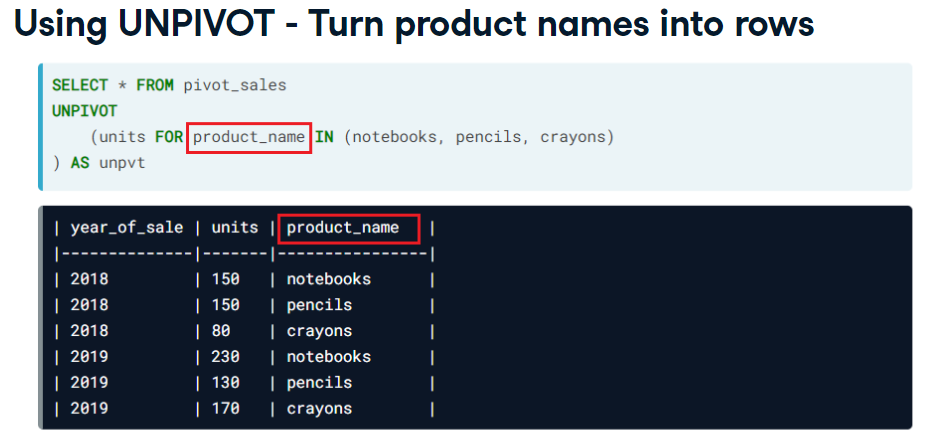 Using UNPIVOT - Turn product names into rows
SELECT * FROM pivot_sales
UNPIVOT
(units FOR product_name IN (notebooks, pencils, crayons)
) AS unpvt
| year_of_sale | units | product_name |
|--------------|-------|----------------|
| 2018 | 150 | notebooks |
| 2018 | 150 | pencils |
| 2018 | 80 | crayons |
| 2019 | 230 | notebooks |
| 2019 | 130 | pencils |
| 2019 | 170 | crayons |